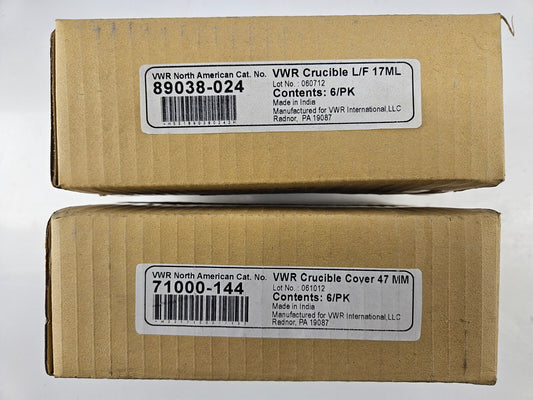 VWR North American Cat. No.
89038-024
VWR Crucible L/F 17ML
Lot No. : 060712
Contents: 6/PK
Made in India
Manufactured for VWR International,LLC
Radnor, PA 19087
VWR North American Cat. No.
71000-144
VWR Crucible Cover 47 MM
Lot No. : 061012
Contents: 6/PK
Made in India
Manufactured for VWR International,LLC
Radnor, PA 19087